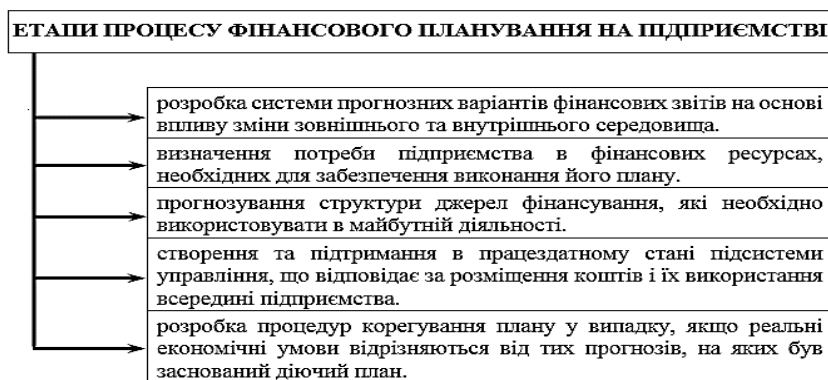 ЕТАПИ ПРОЦЕСУ ФІНАНСОВОГО ПЛАНУВАННЯ НА ПІДПРИЄМСТВІ
розробка системи прогнозних варіантів фінансових звітів на основі
впливу зміни зовнішнього та внутрішнього середовища.
визначення потреби підприємства в фінансових ресурсах,
необхідних для забезпечення виконання його плану.
прогнозування структури джерел фінансування, які необхідно
використовувати в майбутній діяльності.
створення та підтримання в працездатному стані підсистеми
управління, що відповідає за розміщення коштів і їх використання
всередині підприємства.
розробка процедур корегування плану у випадку, якщо реальні
економічні умови відрізняються від тих прогнозів, на яких був
заснований діючий план.